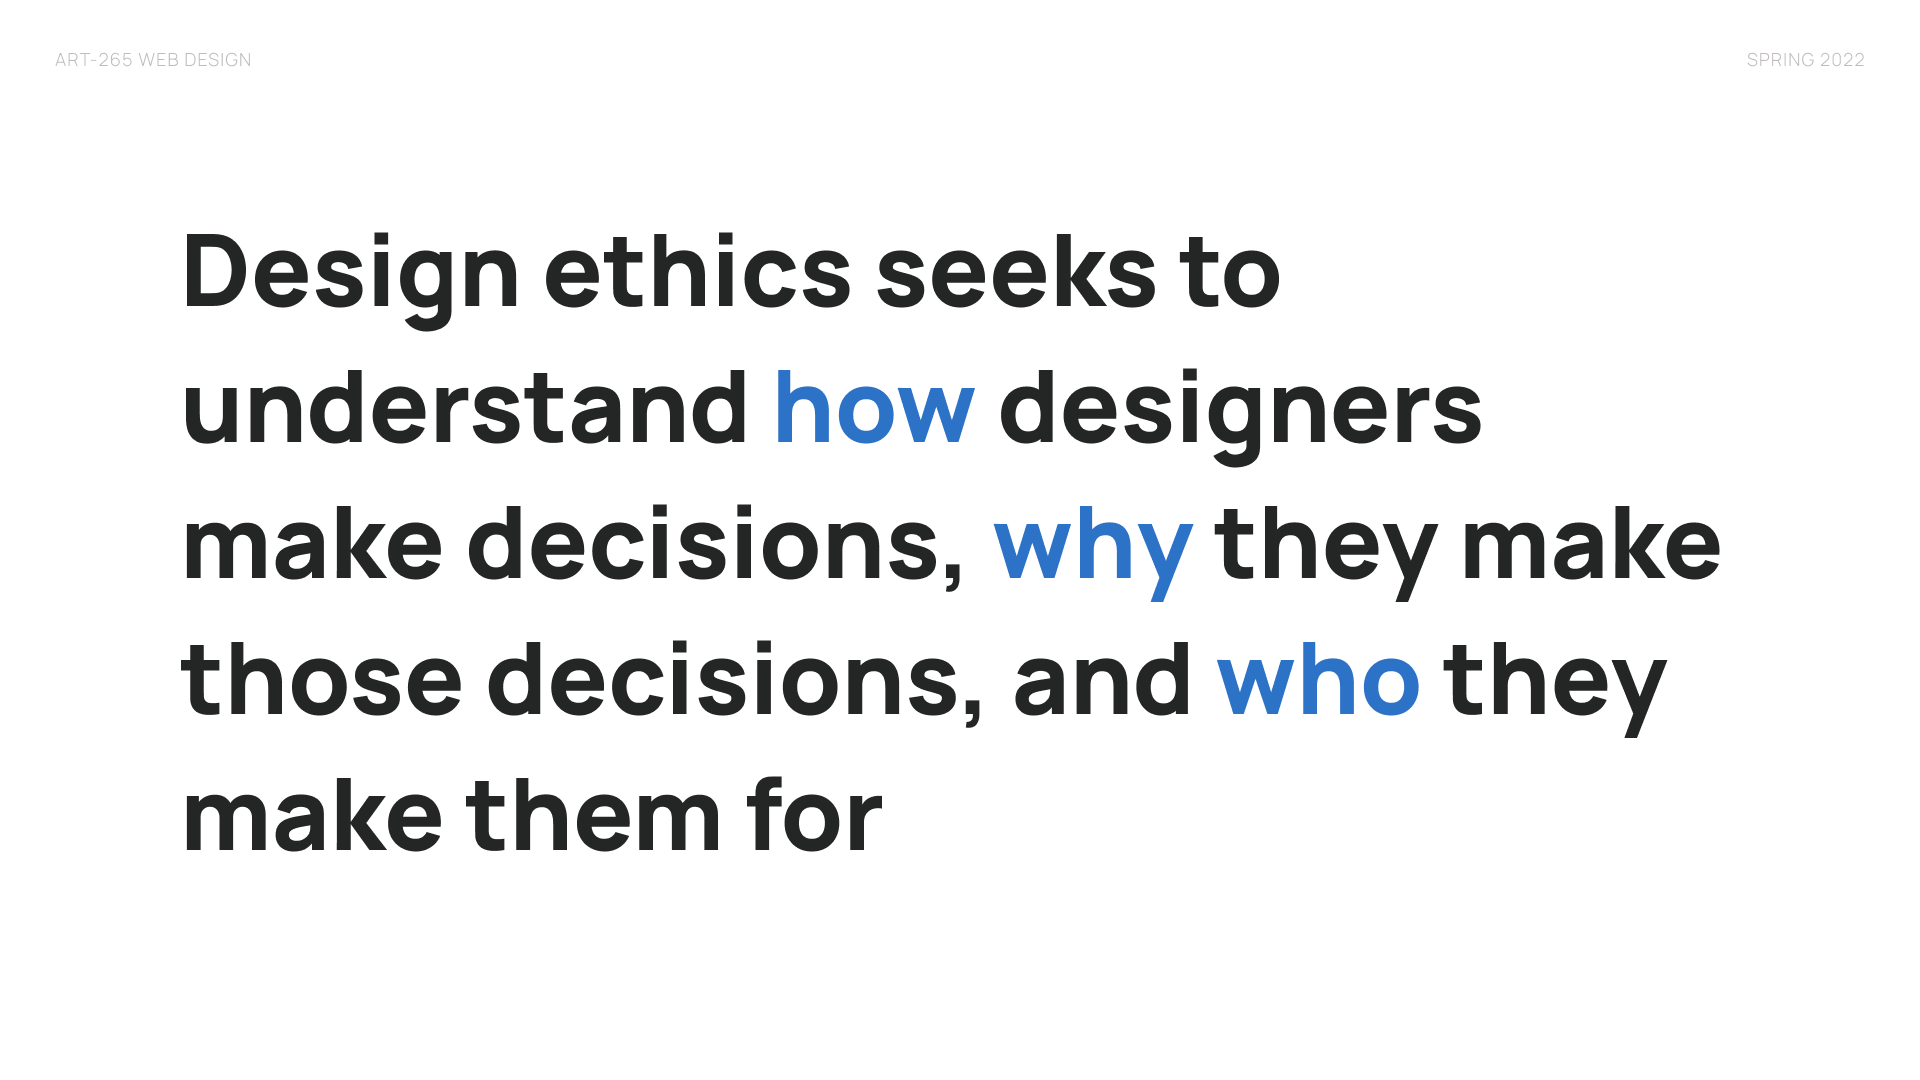 ART-265 WEB DESIGN
SPRING 2022
Design ethics seeks to
understand how designers
make decisions, why they make
those decisions, and who they
make them for